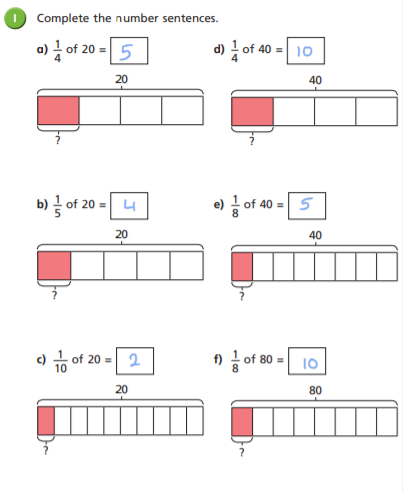 1 Complete the number sentences.
a) 1/4 of 20 = 5
20
?
b) 1/5 of 20 = 4
20
?
c) 1/10 of 20 = 2
20
?
d) 1/4 of 40 = 10
40
?
e) 1/8 of 40 = 5
40
?
f) 1/8 of 80 = 10
80
?